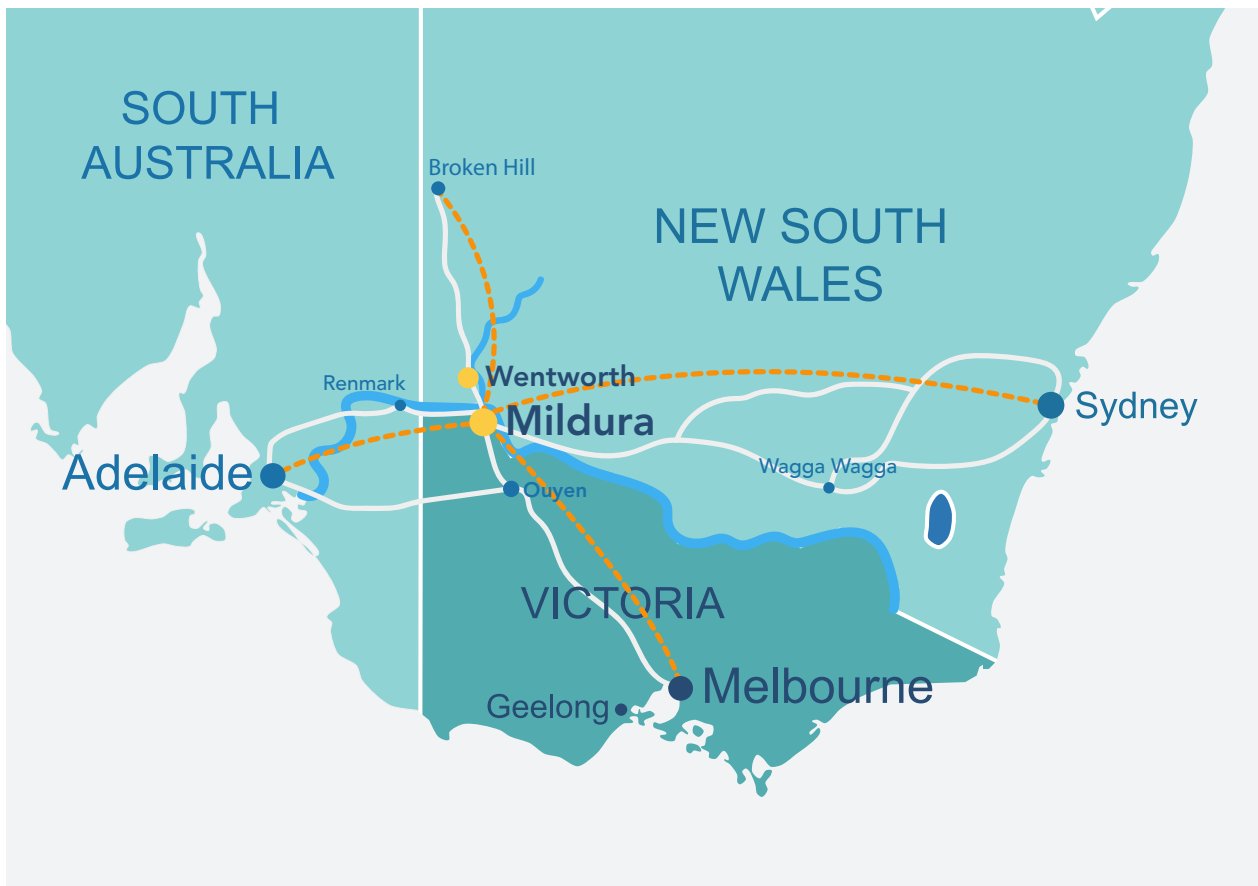 SOUTH
AUSTRALIA
Broken Hill
NEW SOUTH
WALES
Wentworth
Renmark
Mildura
Sydney
Adelaide
Wagga Wagga
Ouyen
VICTORIA
Melbourne
Geelong